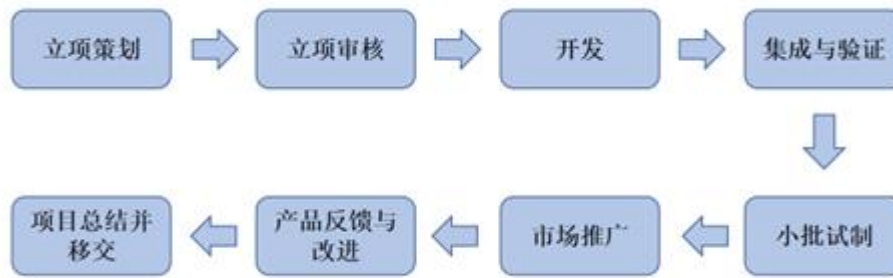 立项策划
立项审核
开发
集成与验证
小批试制
市场推广
产品反馈与
改进
项目总结并
移交